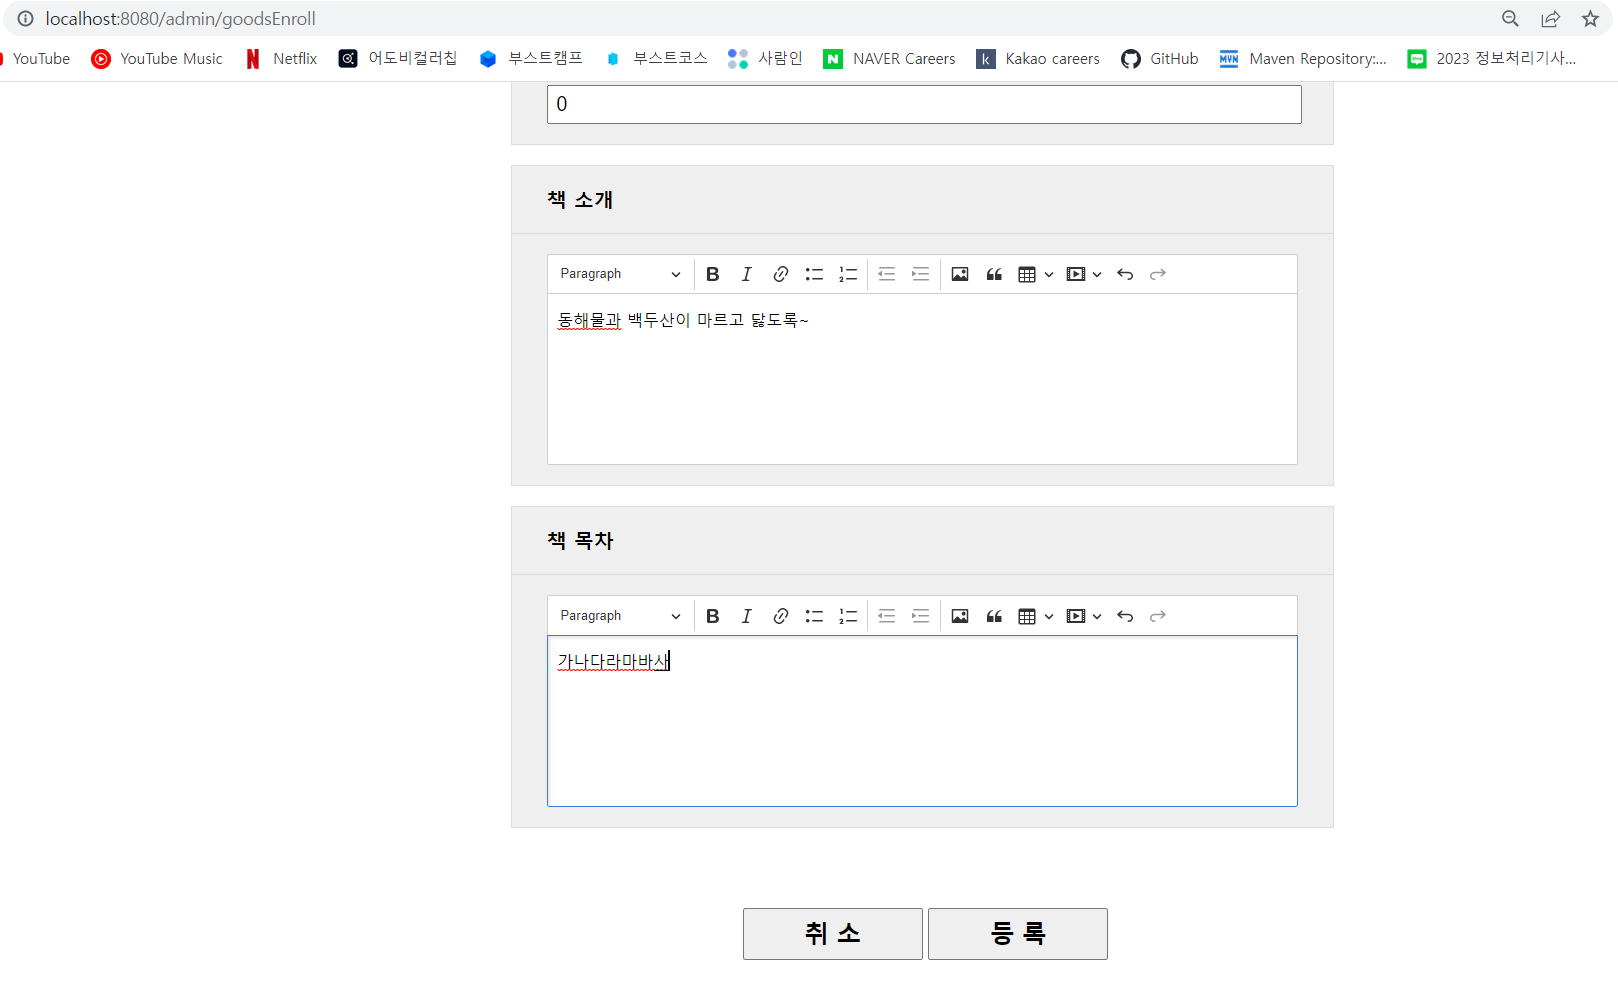 localhost:8080/admin/goodsEnroll
YouTube YouTube Music Netflix 어도비컬러칩 부스트캠프 부스트코스 사람인 NAVER Careers Kakao careers GitHub Maven Repository:... 2023 정보처리기사...
0
책 소개
Paragraph
동해물과 백두산이 마르고 닳도록~
책 목차
Paragraph
가나다라마바사
취 소 등 록